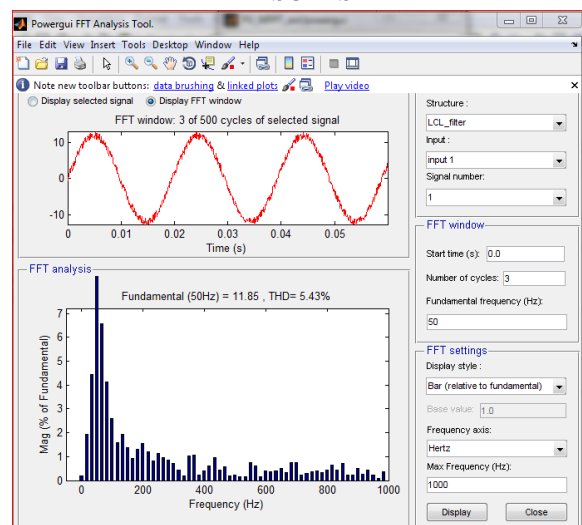 Powergui FFT Analysis Tool.
File Edit View Insert Tools Desktop Window Help
Note new toolbar buttons: data brushing & linked plots Play video
Display selected signal Display FFT window
FFT window: 3 of 500 cycles of selected signal
10
0
-10
0 0.01 0.02 0.03 0.04 0.05
Time (s)
FFT analysis
Fundamental (50Hz) = 11.85 , THD= 5.43%
Mag (% of Fundamental)
7
6
5
4
3
2
1
0
0 200 400 600 800 1000
Frequency (Hz)
Structure :
LCL_filter
Input :
input 1
Signal number:
1
FFT window
Start time (s): 0.0
Number of cycles: 3
Fundamental frequency (Hz):
50
FFT settings
Display style :
Bar (relative to fundamental)
Base value: 1.0
Frequency axis:
Hertz
Max Frequency (Hz):
1000
Display Close